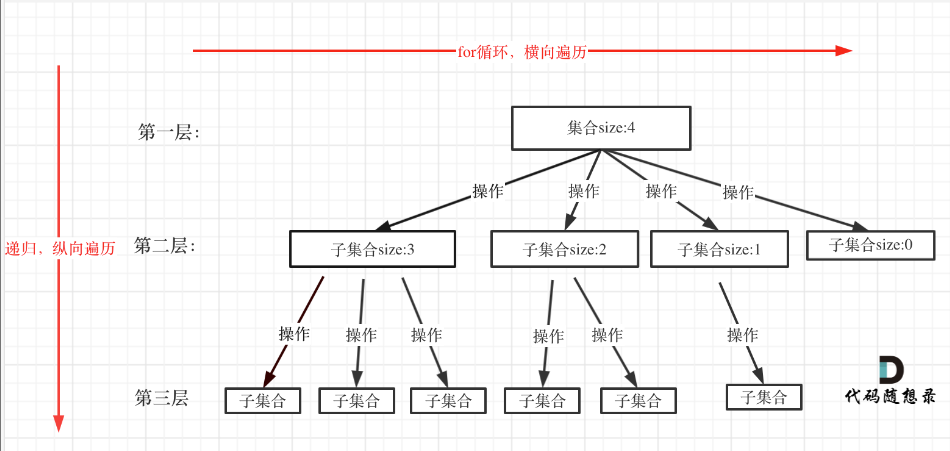 for循环，横向遍历
第一层：
集合size:4
操作 操作 操作 操作
递归，纵向遍历
第二层：
子集合size:3 子集合size:2 子集合size:1 子集合size:0
操作 操作 操作 操作 操作 操作
第三层
子集合 子集合 子集合 子集合 子集合 子集合
代码随想录